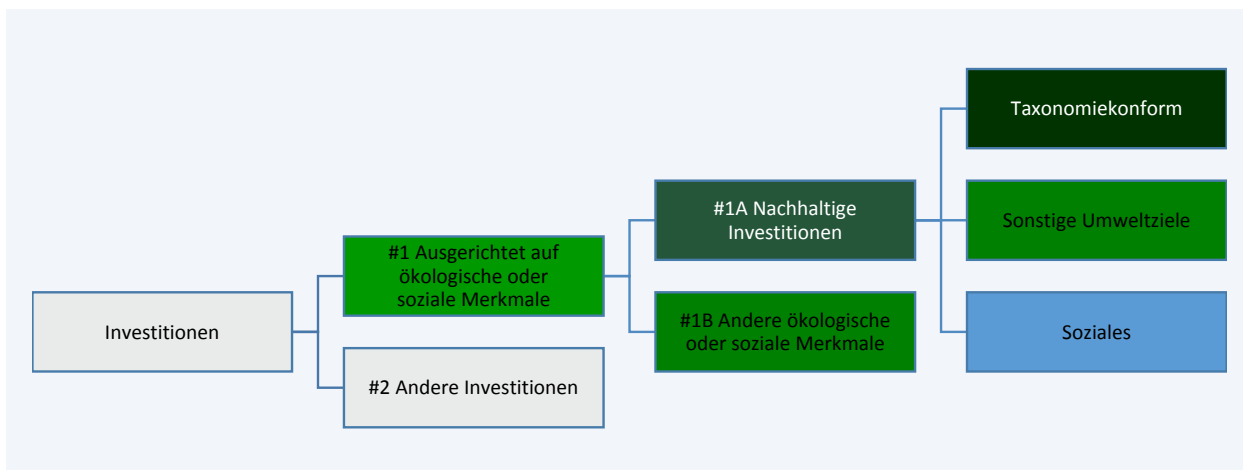 Investitionen
#1 Ausgerichtet auf
ökologische oder
soziale Merkmale
#2 Andere Investitionen
#1A Nachhaltige
Investitionen
#1B Andere ökologische
oder soziale Merkmale
Taxonomiekonform
Sonstige Umweltziele
Soziales